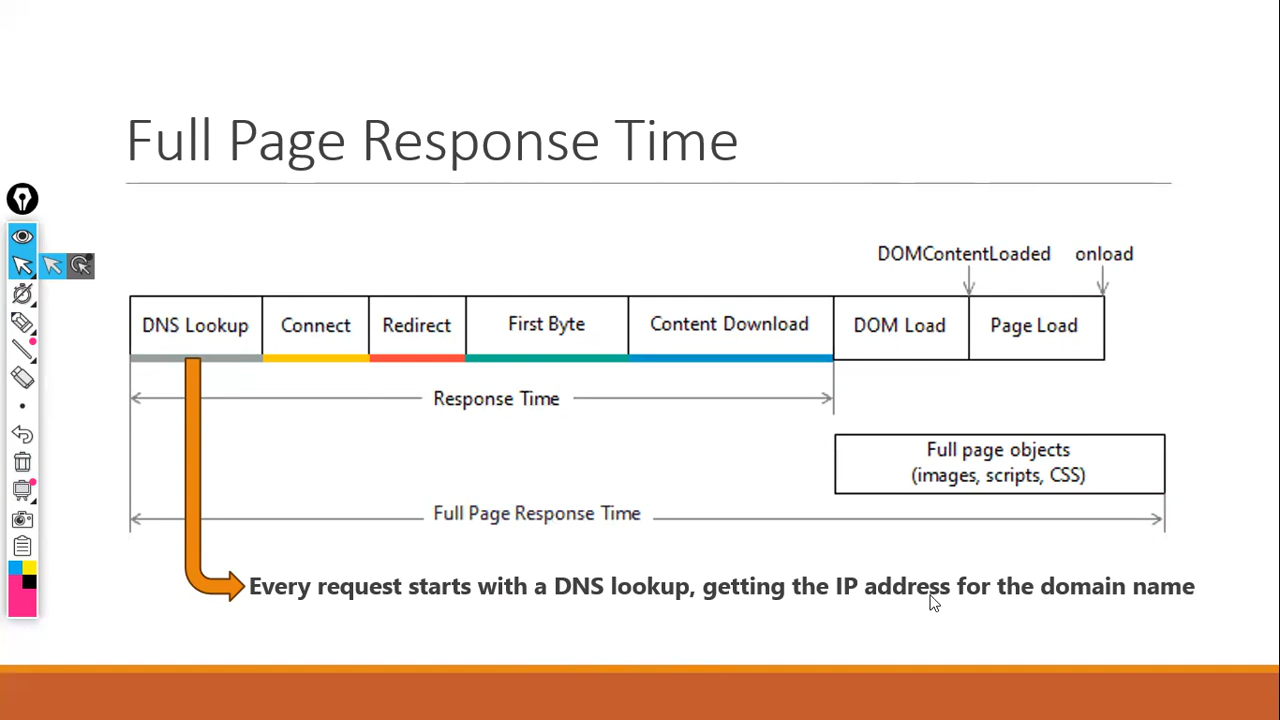 Full Page Response Time
DOMContentLoaded onload
DNS Lookup Connect Redirect First Byte Content Download DOM Load Page Load
Response Time
Full page objects
(images, scripts, CSS)
Full Page Response Time
Every request starts with a DNS lookup, getting the IP address for the domain name